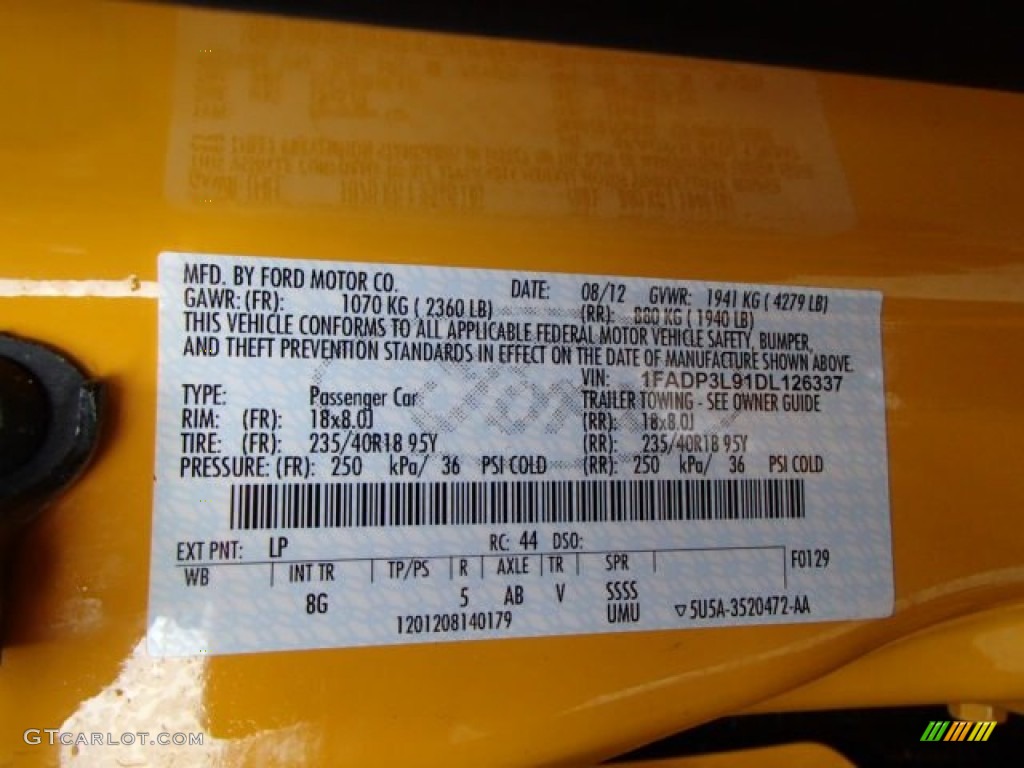 MFD. BY FORD MOTOR CO.
DATE: 08/12 GVWR: 1941 KG ( 4279 LB)
GAWR: (FR): 1070 KG ( 2360 LB) (RR): 880 KG ( 1940 LB)
THIS VEHICLE CONFORMS TO ALL APPLICABLE FEDERAL MOTOR VEHICLE SAFETY, BUMPER,
AND THEFT PREVENTION STANDARDS IN EFFECT ON THE DATE OF MANUFACTURE SHOWN ABOVE.
VIN: 1FADP3L91DL126337
TYPE: Passenger Car TRAILER TOWING - SEE OWNER GUIDE
RIM: (FR): 18x8.0J (RR): 18x8.0J
TIRE: (FR): 235/40R18 95Y (RR): 235/40R18 95Y
PRESSURE: (FR): 250 kPa/ 36 PSI COLD (RR): 250 kPa/ 36 PSI COLD
EXT PNT: LP RC: 44 DSO:
WB INT TR TP/PS R AXLE TR SPR F0129
8G 5 AB V SSSS
1201208140179 UMU ▽5U5A-3520472-AA
GTCARLOT.COM